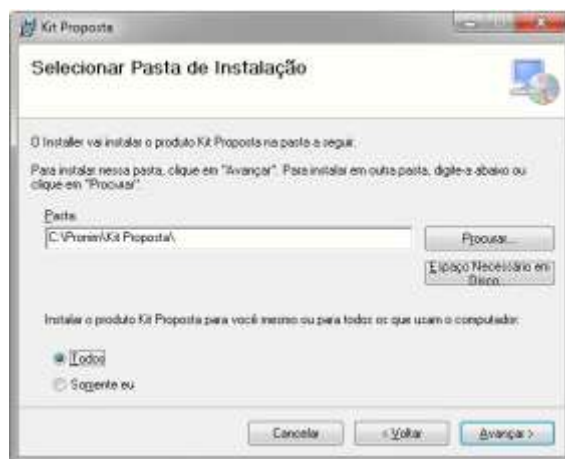 Kit Proposta
Selecionar Pasta de Instalação
O Installer vai instalar o produto Kit Proposta na pasta a seguir.
Para instalar nessa pasta, clique em "Avançar". Para instalar em outra pasta, digite-a abaixo ou
clique em "Procurar".
Pasta:
C:\Pronim\Kit Proposta\
Procurar...
Espaço Necessário em
Disco...
Instalar o produto Kit Proposta para você mesmo ou para todos os que usam o computador:
Todos
Somente eu
Cancelar
< Voltar
Avançar >